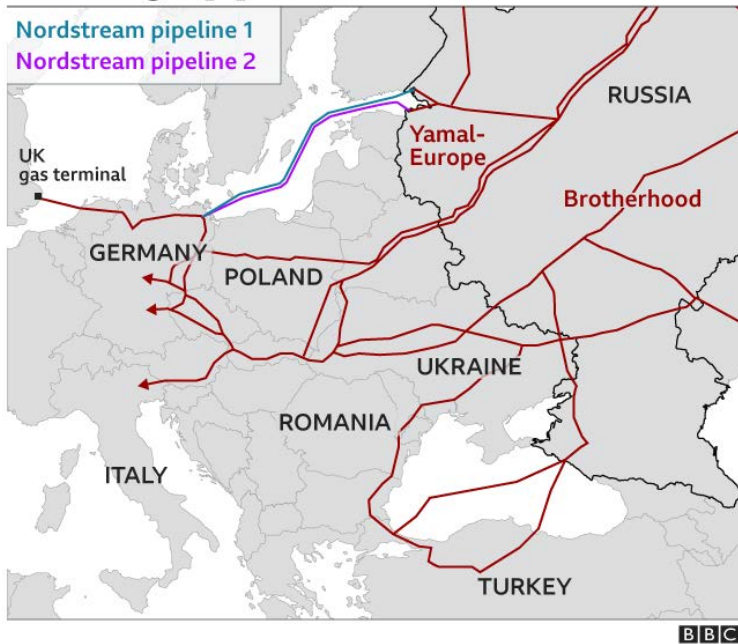 Nordstream pipeline 1
Nordstream pipeline 2
RUSSIA
Yamal-
Europe
UK
gas terminal
Brotherhood
GERMANY
POLAND
UKRAINE
ROMANIA
ITALY
TURKEY
BBC